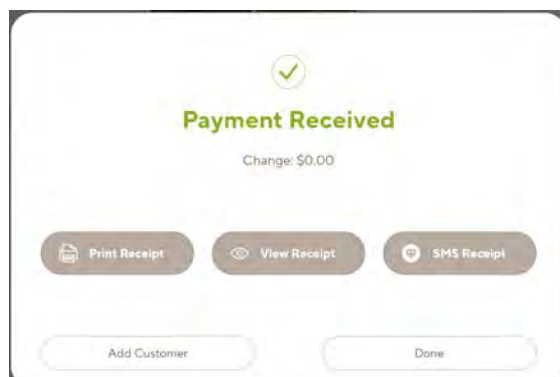 Payment Received
Change: $0.00
Print Receipt View Receipt SMS Receipt
Add Customer Done